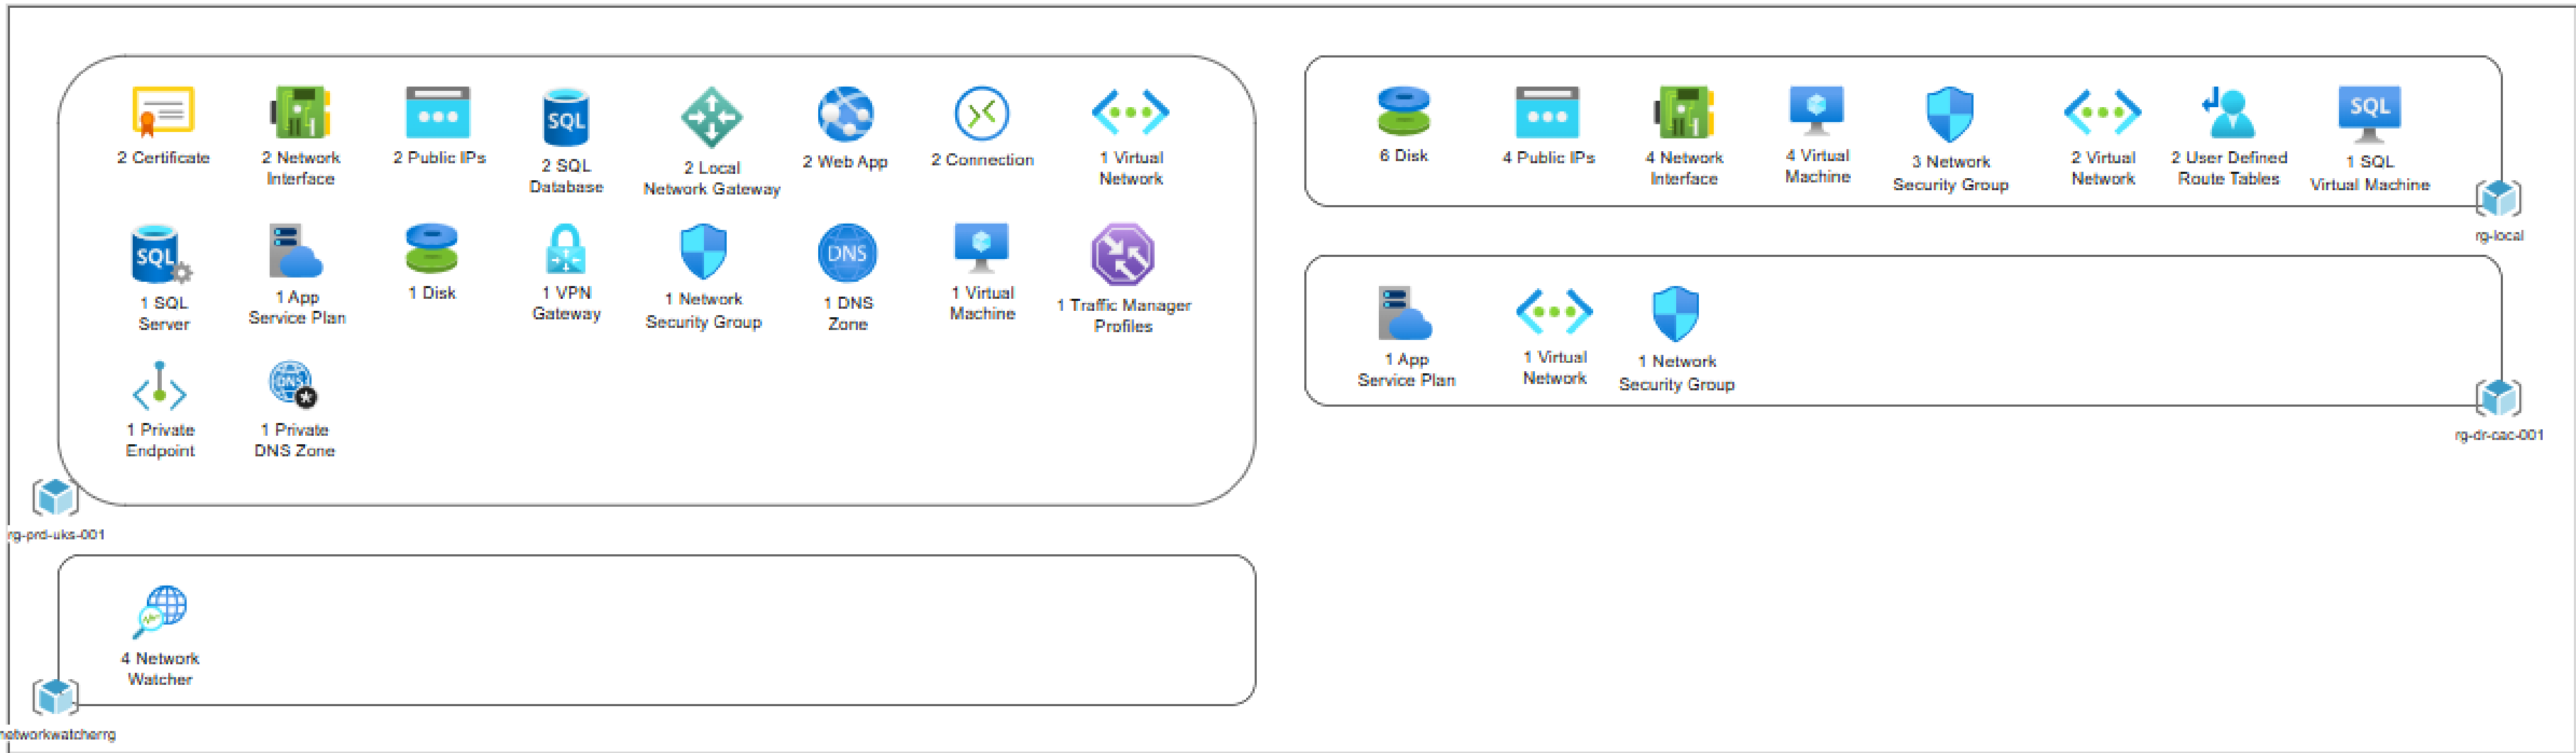 2 Certificate
2 Network
Interface
2 Public IPs
SQL
2 SQL
Database
2 Local
Network Gateway
2 Web App
2 Connection
1 Virtual
Network
SQL
1 SQL
Server
1 App
Service Plan
1 Disk
1 VPN
Gateway
1 Network
Security Group
DNS
1 DNS
Zone
1 Virtual
Machine
1 Traffic Manager
Profiles
1 Private
Endpoint
DNS
1 Private
DNS Zone
rg-prd-uks-001
4 Network
Watcher
networkwatcherrg
6 Disk
4 Public IPs
4 Network
Interface
4 Virtual
Machine
3 Network
Security Group
2 Virtual
Network
2 User Defined
Route Tables
SQL
1 SQL
Virtual Machine
rg-local
1 App
Service Plan
1 Virtual
Network
1 Network
Security Group
rg-dr-cac-001